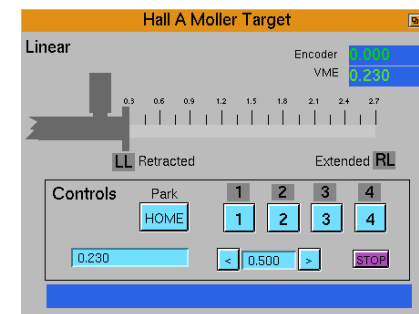 Hall A Moller Target
Linear
Encoder 0.000
VME 0.230
0.3 0.6 0.9 1.2 1.5 1.8 2.1 2.4 2.7
LL Retracted Extended RL
Controls Park 1 2 3 4
HOME 1 2 3 4
0.230 < 0.500 > STOP